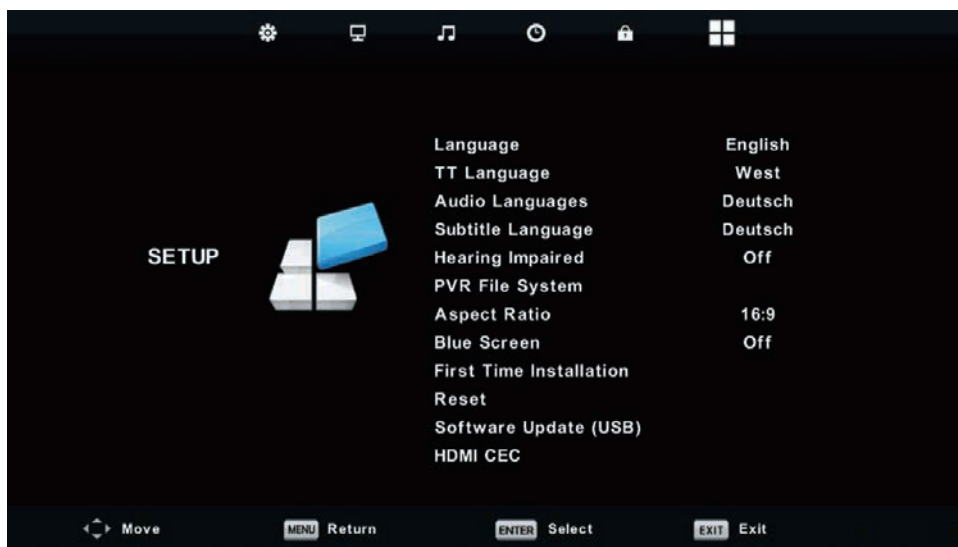 Language English
TT Language West
Audio Languages Deutsch
Subtitle Language Deutsch
SETUP
Hearing Impaired Off
PVR File System
Aspect Ratio 16:9
Blue Screen Off
First Time Installation
Reset
Software Update (USB)
HDMI CEC
Move MENU Return ENTER Select EXIT Exit